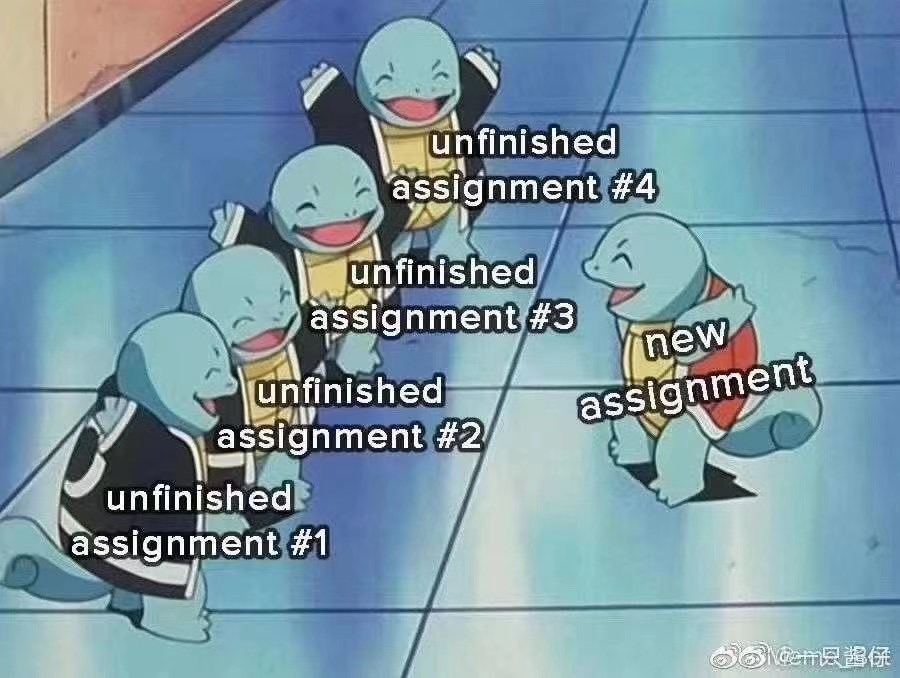 unfinished
assignment #4
unfinished
assignment #3
new
assignment
unfinished
assignment #2
unfinished
assignment #1